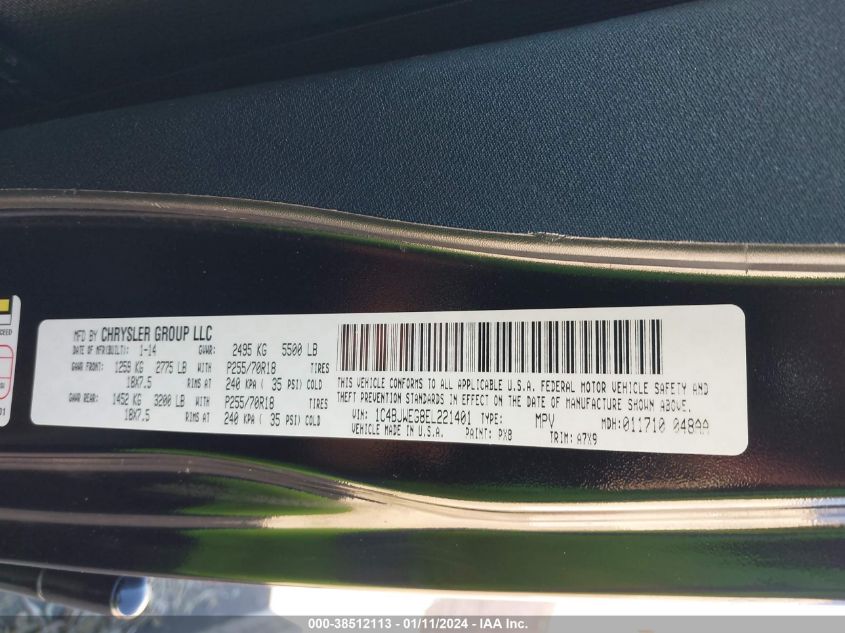 MFD BY CHRYSLER GROUP LLC
DATE OF MFR(BUILT): 1-14 GVWR: 2495 KG 5500 LB
GAWR FRONT: 1259 KG 2775 LB WITH P255/70R18 TIRES
18X7.5 RIMS AT 240 KPA ( 35 PSI) COLD
GAWR REAR: 1452 KG 3200 LB WITH P255/70R18 TIRES
18X7.5 RIMS AT 240 KPA ( 35 PSI) COLD
THIS VEHICLE CONFORMS TO ALL APPLICABLE U.S.A. FEDERAL MOTOR VEHICLE SAFETY AND
THEFT PREVENTION STANDARDS IN EFFECT ON THE DATE OF MANUFACTURE SHOWN ABOVE.
VIN: 1C4BJWEG8EL221401 TYPE: MPV MDH: 011710 048AA
VEHICLE MADE IN U.S.A. PAINT: PX8 TRIM: A7X9
000-38512113 - 01/11/2024 - IAA Inc.